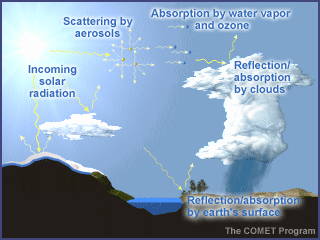 Scattering by
aerosols
Absorption by water vapor
and ozone
Incoming
solar
radiation
Reflection/
absorption
by clouds
Reflection/absorption
by earth's surface
The COMET Program